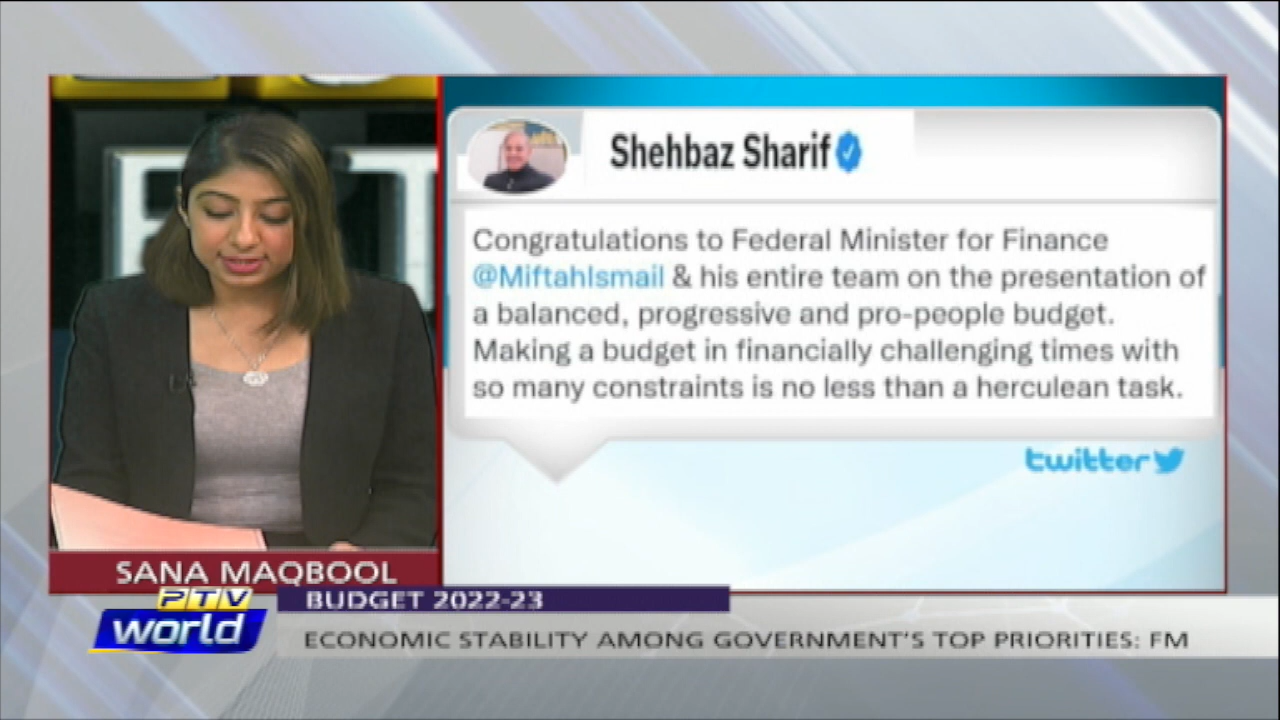 Shehbaz Sharif
Congratulations to Federal Minister for Finance
@MiftahIsmail & his entire team on the presentation of
a balanced, progressive and pro-people budget.
Making a budget in financially challenging times with
so many constraints is no less than a herculean task.
twitter
SANA MAQBOOL
PTV
world
BUDGET 2022-23
ECONOMIC STABILITY AMONG GOVERNMENT'S TOP PRIORITIES: FM